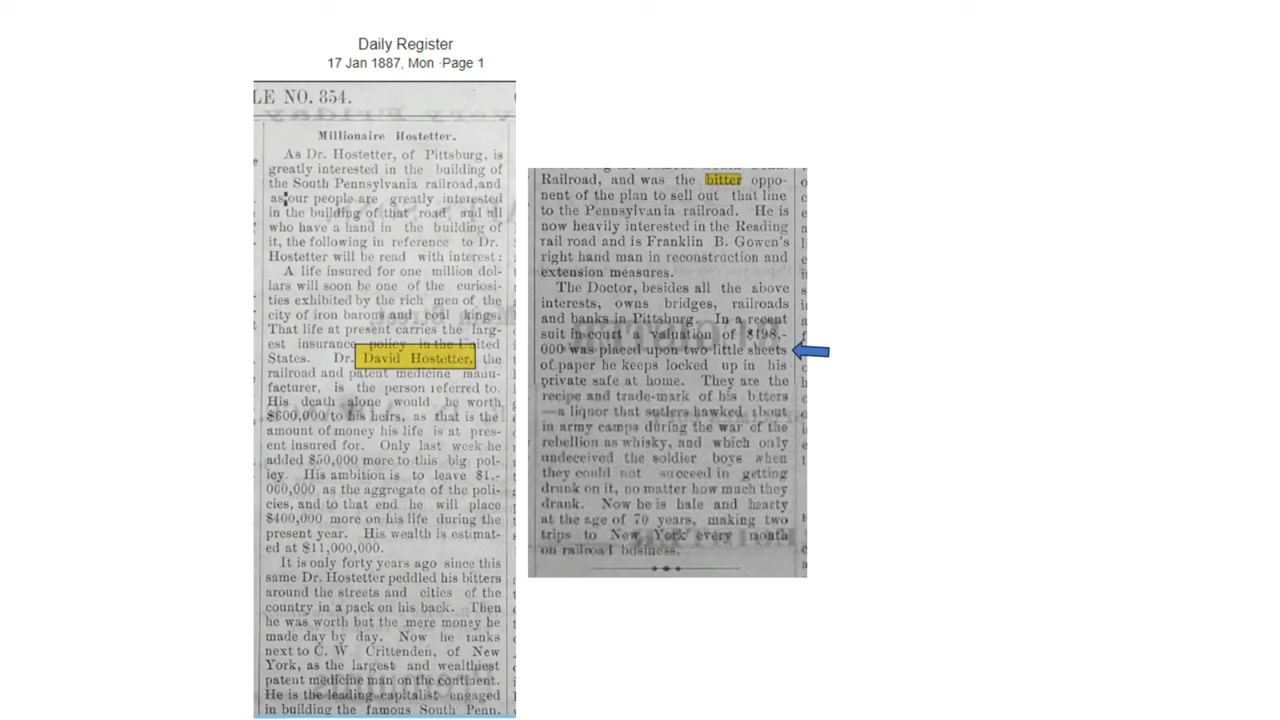 Daily Register
17 Jan 1887, Mon ·Page 1
LE NO. 854.
Millionaire Hostetter.
As Dr. Hostetter, of Pittsburg, is
greatly interested in the building of
the South Pennsylvania railroad,and
as our people are greatly interested
in the building of that road and all
who have a hand in the building of
it, the following in reference to Dr.
Hostetter will be read with interest:
A life insured for one million dol-
lars will soon be one of the curiosi-
ties exhibited by the rich men of the
city of iron barons and coal kings.
That life at present carries the larg-
est insurance policy in the United
States. Dr. David Hostetter, the
railroad and patent medicine manu-
facturer, is the person referred to.
His death alone would be worth
$600,000 to his heirs, as that is the
amount of money his life is at pres-
ent insured for. Only last week he
added $50,000 more to this big pol-
icy. His ambition is to leave $1,-
000,000 as the aggregate of the poli-
cies, and to that end he will place
$400,000 more on his life during the
present year. His wealth is estimat-
ed at $11,000,000.
It is only forty years ago since this
same Dr. Hostetter peddled his bitters
around the streets and cities of the
country in a pack on his back. Then
he was worth but the mere money he
made day by day. Now he ranks
next to C. W. Crittenden, of New
York, as the largest and wealthiest
patent medicine man on the continent.
He is the leading capitalist engaged
in building the famous South Penn.
Railroad, and was the bitter oppo-
nent of the plan to sell out that line
to the Pennsylvania railroad. He is
now heavily interested in the Reading
rail road and is Franklin B. Gowen's
right hand man in reconstruction and
extension measures.
The Doctor, besides all the above
interests, owns bridges, railroads
and banks in Pittsburg. In a recent
suit in court a valuation of $198,-
000 was placed upon two little sheets
of paper he keeps locked up in his
private safe at home. They are the
recipe and trade-mark of his bitters
—a liquor that sutlers hawked about
in army camps during the war of the
rebellion as whisky, and which only
undeceived the soldier boys when
they could not succeed in getting
drunk on it, no matter how much they
drank. Now he is hale and hearty
at the age of 70 years, making two
trips to New York every month
on railroad business.